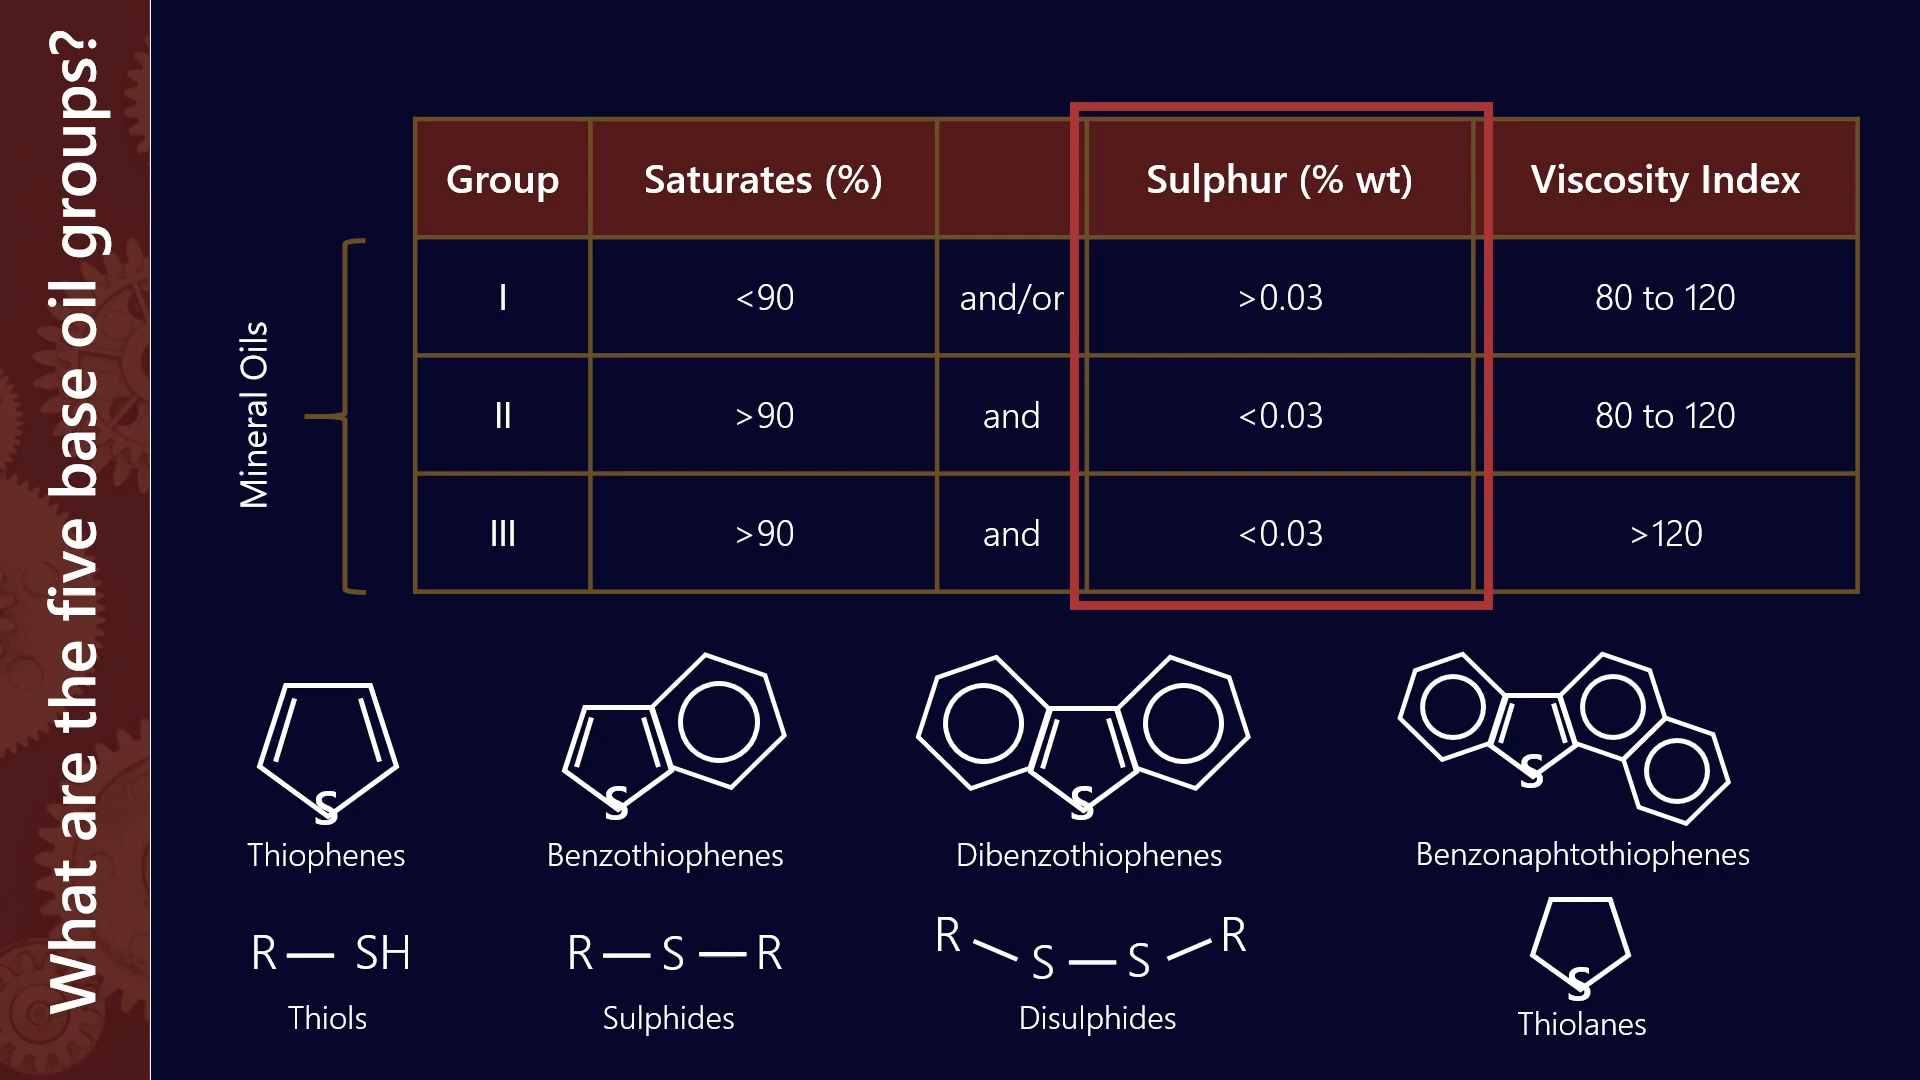 What are the five base oil groups?
Group Saturates (%) Sulphur (% wt) Viscosity Index
Mineral Oils
I <90 and/or >0.03 80 to 120
II >90 and <0.03 80 to 120
III >90 and <0.03 >120
S S S S
Thiophenes Benzothiophenes Dibenzothiophenes Benzonaphtothiophenes
R — SH R — S — R R S — S R S
Thiols Sulphides Disulphides Thiolanes